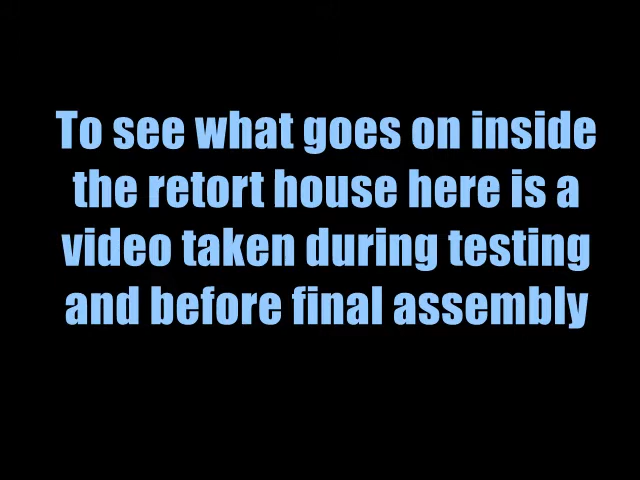 To see what goes on inside
the retort house here is a
video taken during testing
and before final assembly